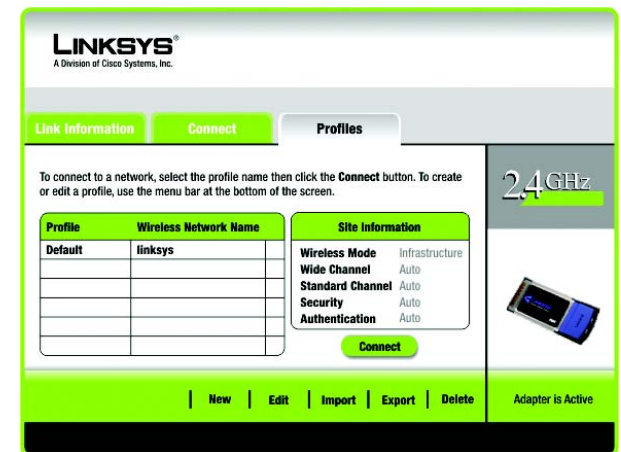 LINKSYS®
A Division of Cisco Systems, Inc.
Link Information Connect Profiles
To connect to a network, select the profile name then click the Connect button. To create
or edit a profile, use the menu bar at the bottom of the screen.
2.4GHz
Profile Wireless Network Name
Default linksys
Site Information
Wireless Mode Infrastructure
Wide Channel Auto
Standard Channel Auto
Security Auto
Authentication Auto
Connect
New Edit Import Export Delete
Adapter is Active